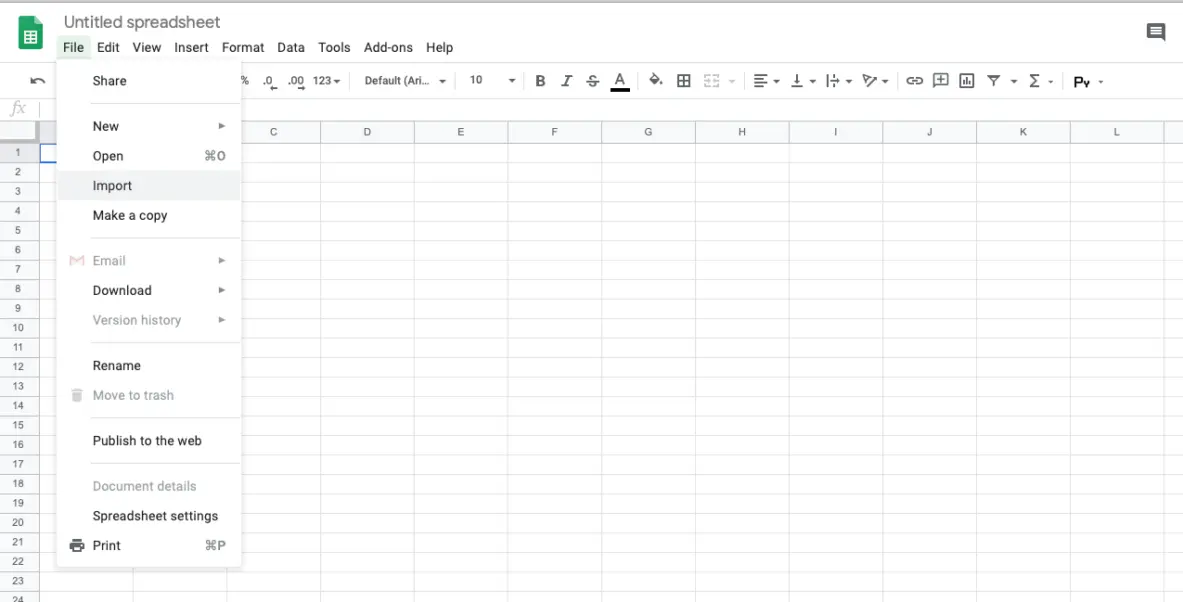 Untitled spreadsheet
File Edit View Insert Format Data Tools Add-ons Help
% .0 .00 123 Default (Ari... 10 B I S A Σ Py
fx
C D E F G H I J K L
Share
New
Open ⌘O
Import
Make a copy
Email
Download
Version history
Rename
Move to trash
Publish to the web
Document details
Spreadsheet settings
Print ⌘P
1
2
3
4
5
6
7
8
9
10
11
12
13
14
15
16
17
18
19
20
21
22
23
24